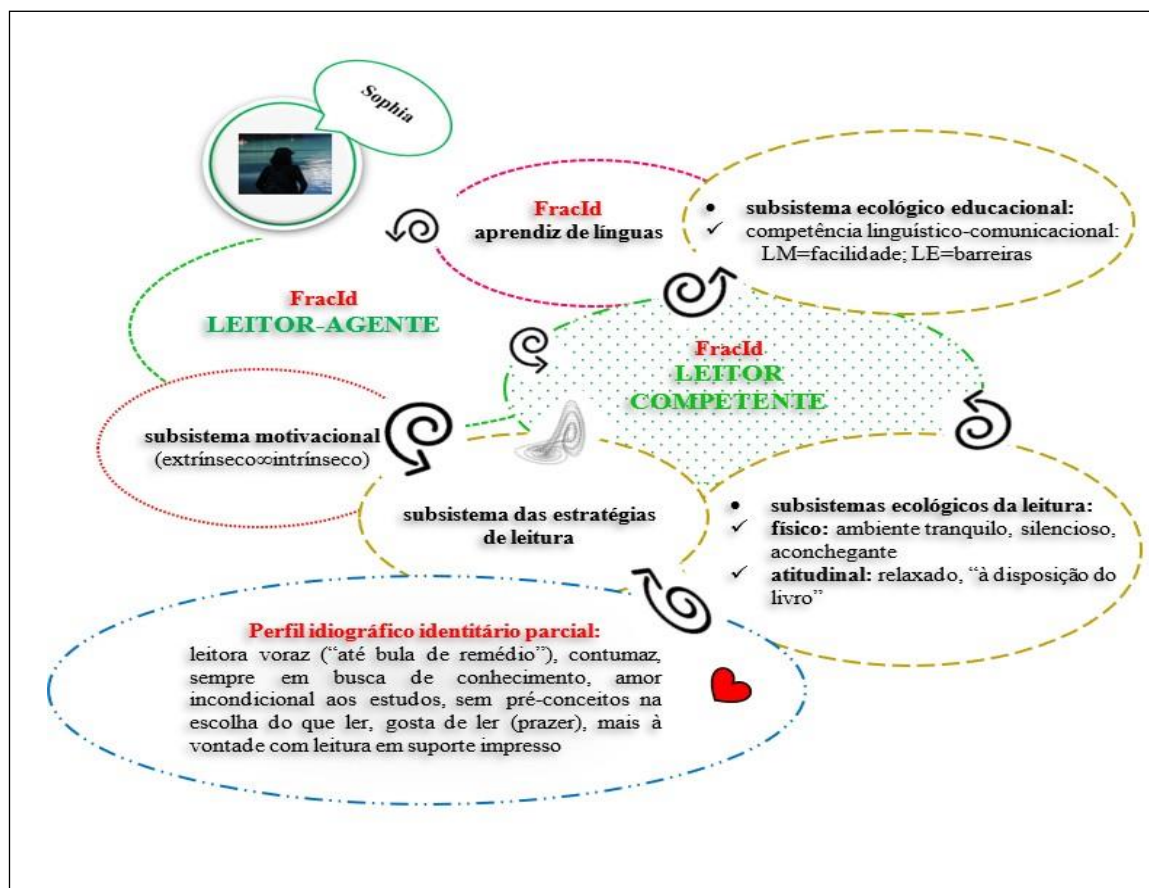 Sophia
FracId
aprendiz de línguas
• subsistema ecológico educacional:
✓ competência linguístico-comunicacional:
LM=facilidade; LE=barreiras
FracId
LEITOR-AGENTE
FracId
LEITOR
COMPETENTE
subsistema motivacional
(extrínseco∞intrínseco)
subsistema das estratégias
de leitura
• subsistemas ecológicos da leitura:
✓ físico: ambiente tranquilo, silencioso,
aconchegante
✓ atitudinal: relaxado, “à disposição do
livro”
Perfil idiográfico identitário parcial:
leitora voraz (“até bula de remédio”), contumaz,
sempre em busca de conhecimento, amor
incondicional aos estudos, sem pré-conceitos na
escolha do que ler, gosta de ler (prazer), mais à
vontade com leitura em suporte impresso